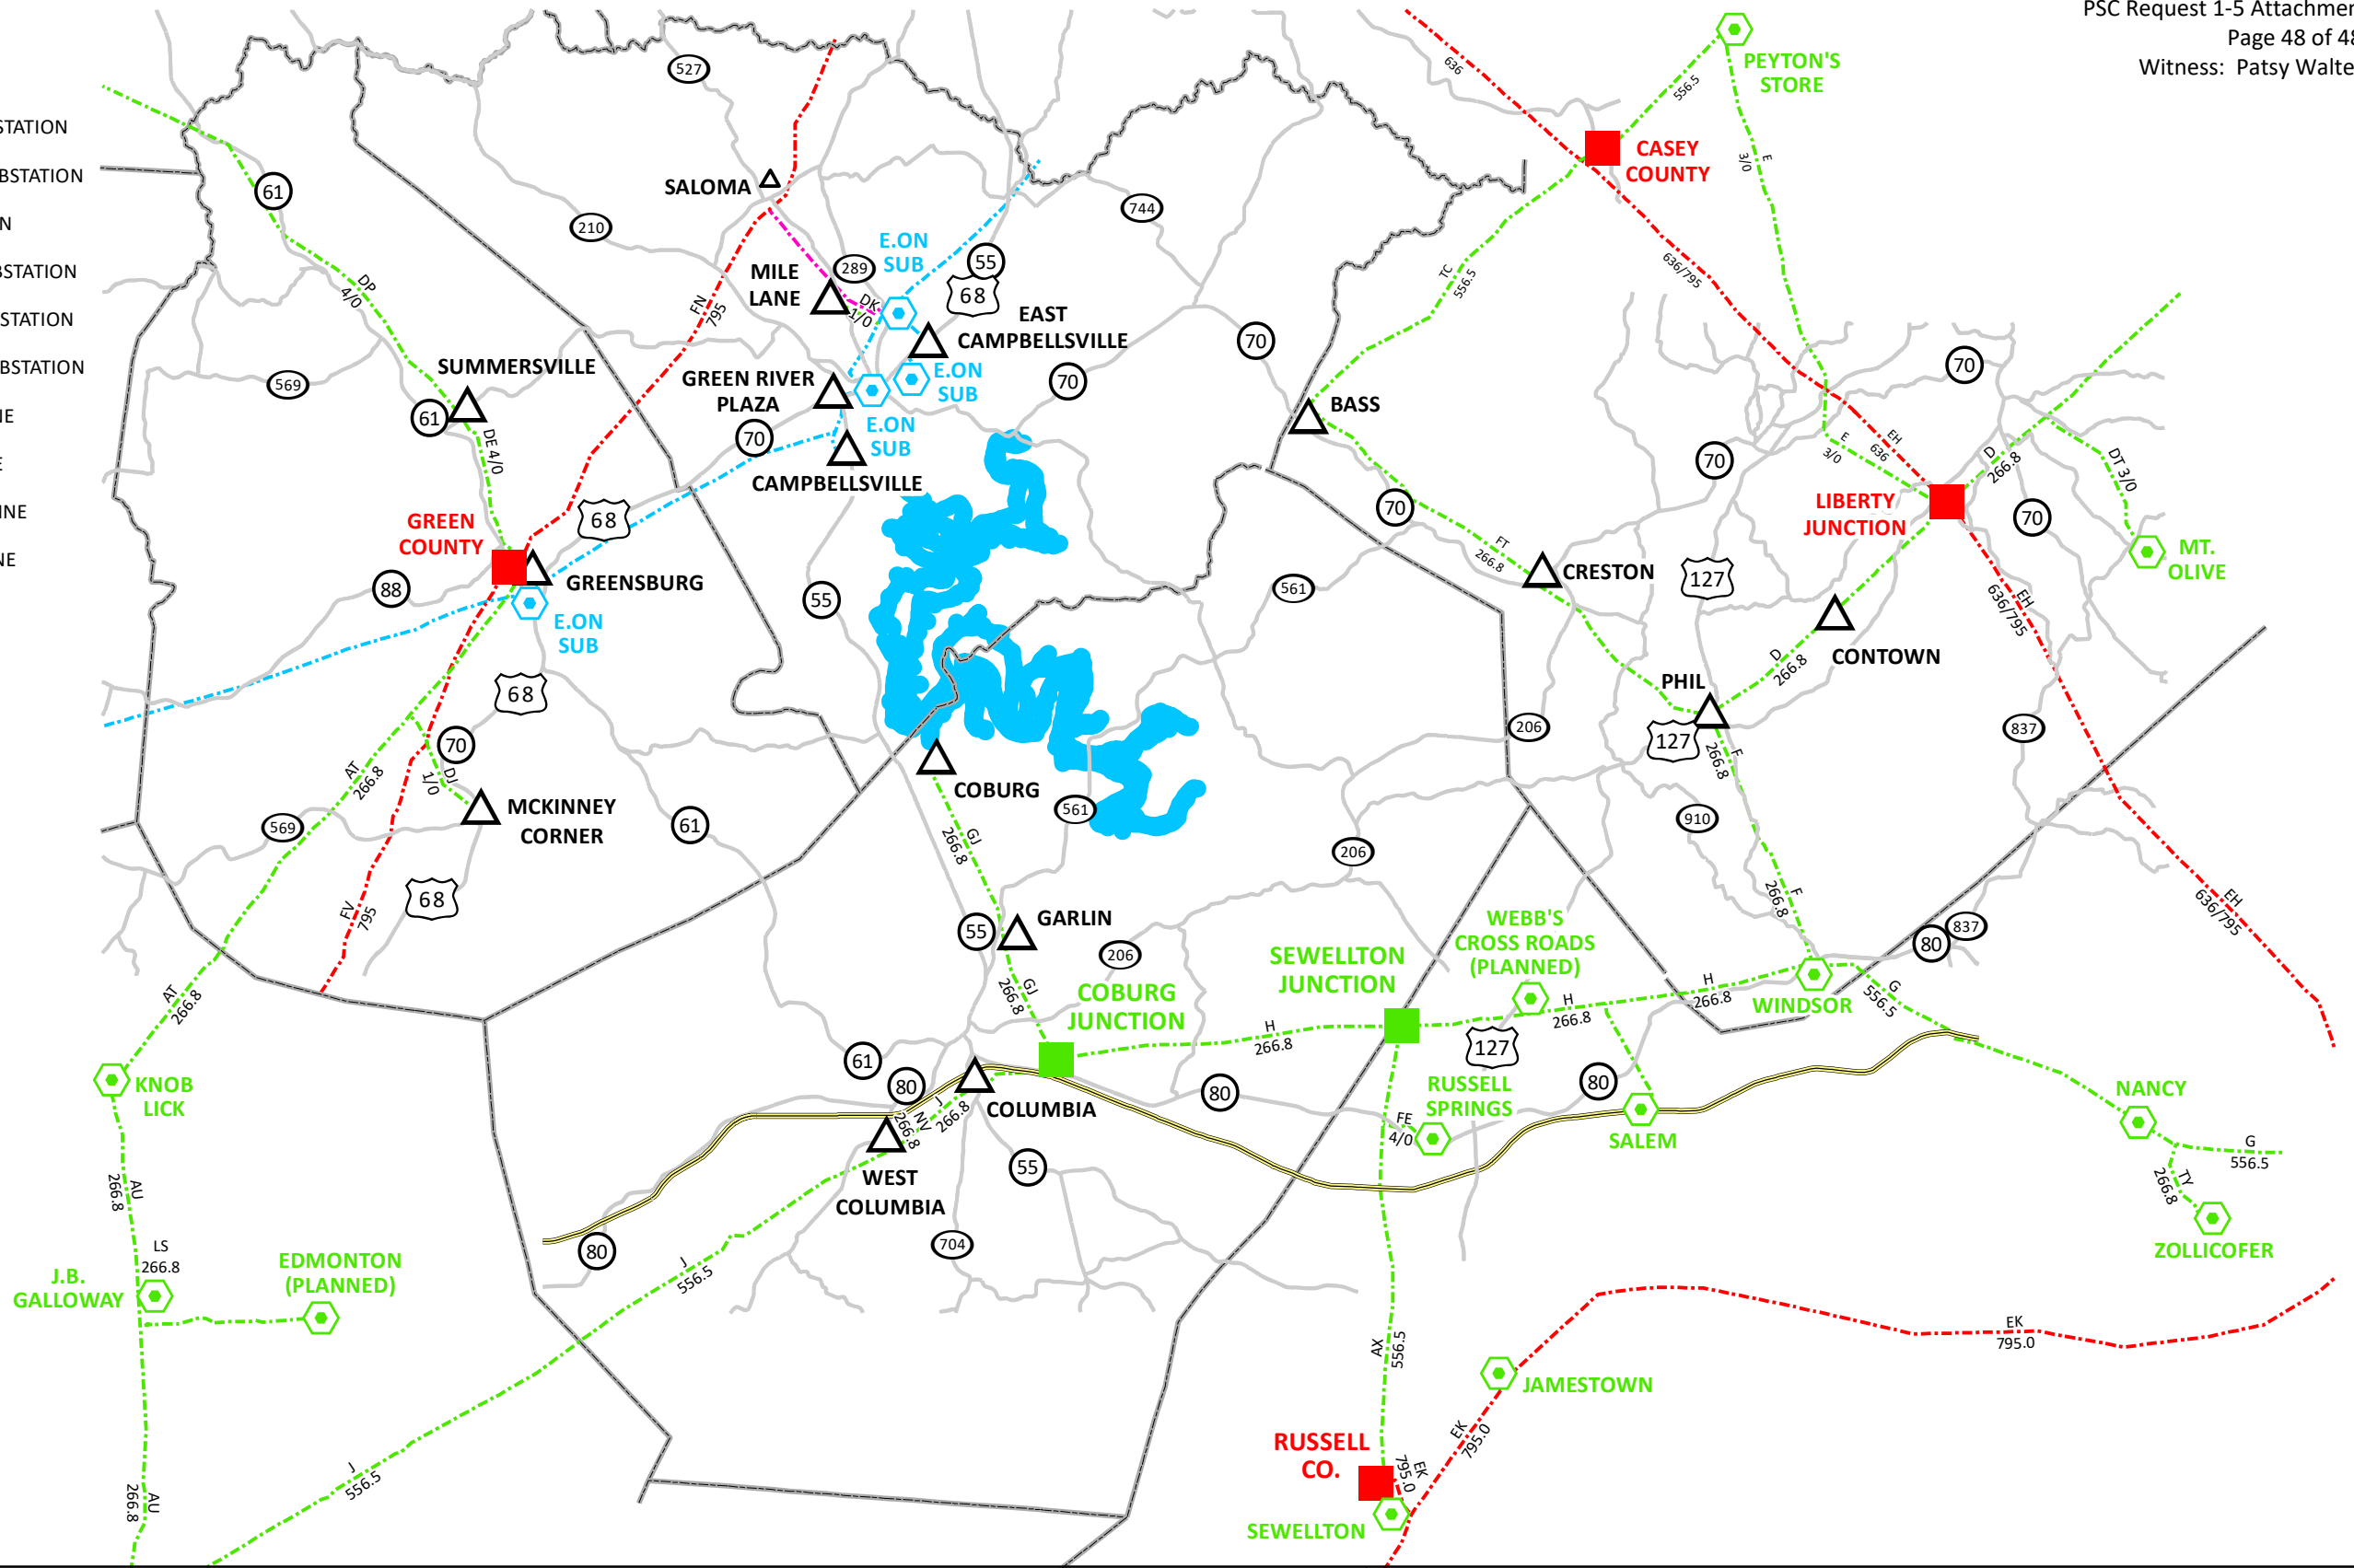 PSC Request 1-5 Attachmen
Page 48 of 48
Witness: Patsy Walte
STATION
BSTATION
N
BSTATION
STATION
BSTATION
NE
E
INE
NE
PEYTON'S
STORE
636
556.5
CASEY
COUNTY
527
61
SALOMA
210
744
E
3/0
E.ON
SUB
55
289
MILE
LANE
68
DK
1/0
DP
4/0
FN
795
TC
556.5
636/795
EAST
CAMPBELLSVILLE
70
70
SUMMERSVILLE
569
GREEN RIVER
PLAZA
E.ON
SUB
70
61
BASS
E.ON
SUB
70
DE 4/0
CAMPBELLSVILLE
E
3/0
EH
636
D
266.8
DT 3/0
70
70
GREEN
COUNTY
68
LIBERTY
JUNCTION
70
FT
266.8
MT.
OLIVE
88
GREENSBURG
55
561
CRESTON
127
EH
636/795
E.ON
SUB
CONTOWN
D
266.8
68
PHIL
206
127
837
70
F
266.8
AT
266.8
DJ
1/0
COBURG
561
MCKINNEY
CORNER
569
61
910
GJ
266.8
206
68
FV
795
F
266.8
EH
636/795
GARLIN
55
WEBB'S
CROSS ROADS
(PLANNED)
837
80
206
SEWELLTON
JUNCTION
AT
266.8
GJ
266.8
COBURG
JUNCTION
H
266.8
H
266.8
H
266.8
WINDSOR
G
556.5
127
61
80
KNOB
LICK
80
80
RUSSELL
SPRINGS
NANCY
COLUMBIA
J
266.8
NV
266.8
FE
4/0
SALEM
G
556.5
55
WEST
COLUMBIA
TY
266.8
AU
266.8
704
80
ZOLLICOFER
LS
266.8
EDMONTON
(PLANNED)
J.B.
GALLOWAY
J
556.5
EK
795.0
AX
556.5
JAMESTOWN
EK
795.0
RUSSELL
CO.
EK
795.0
J
556.5
AU
266.8
SEWELLTON